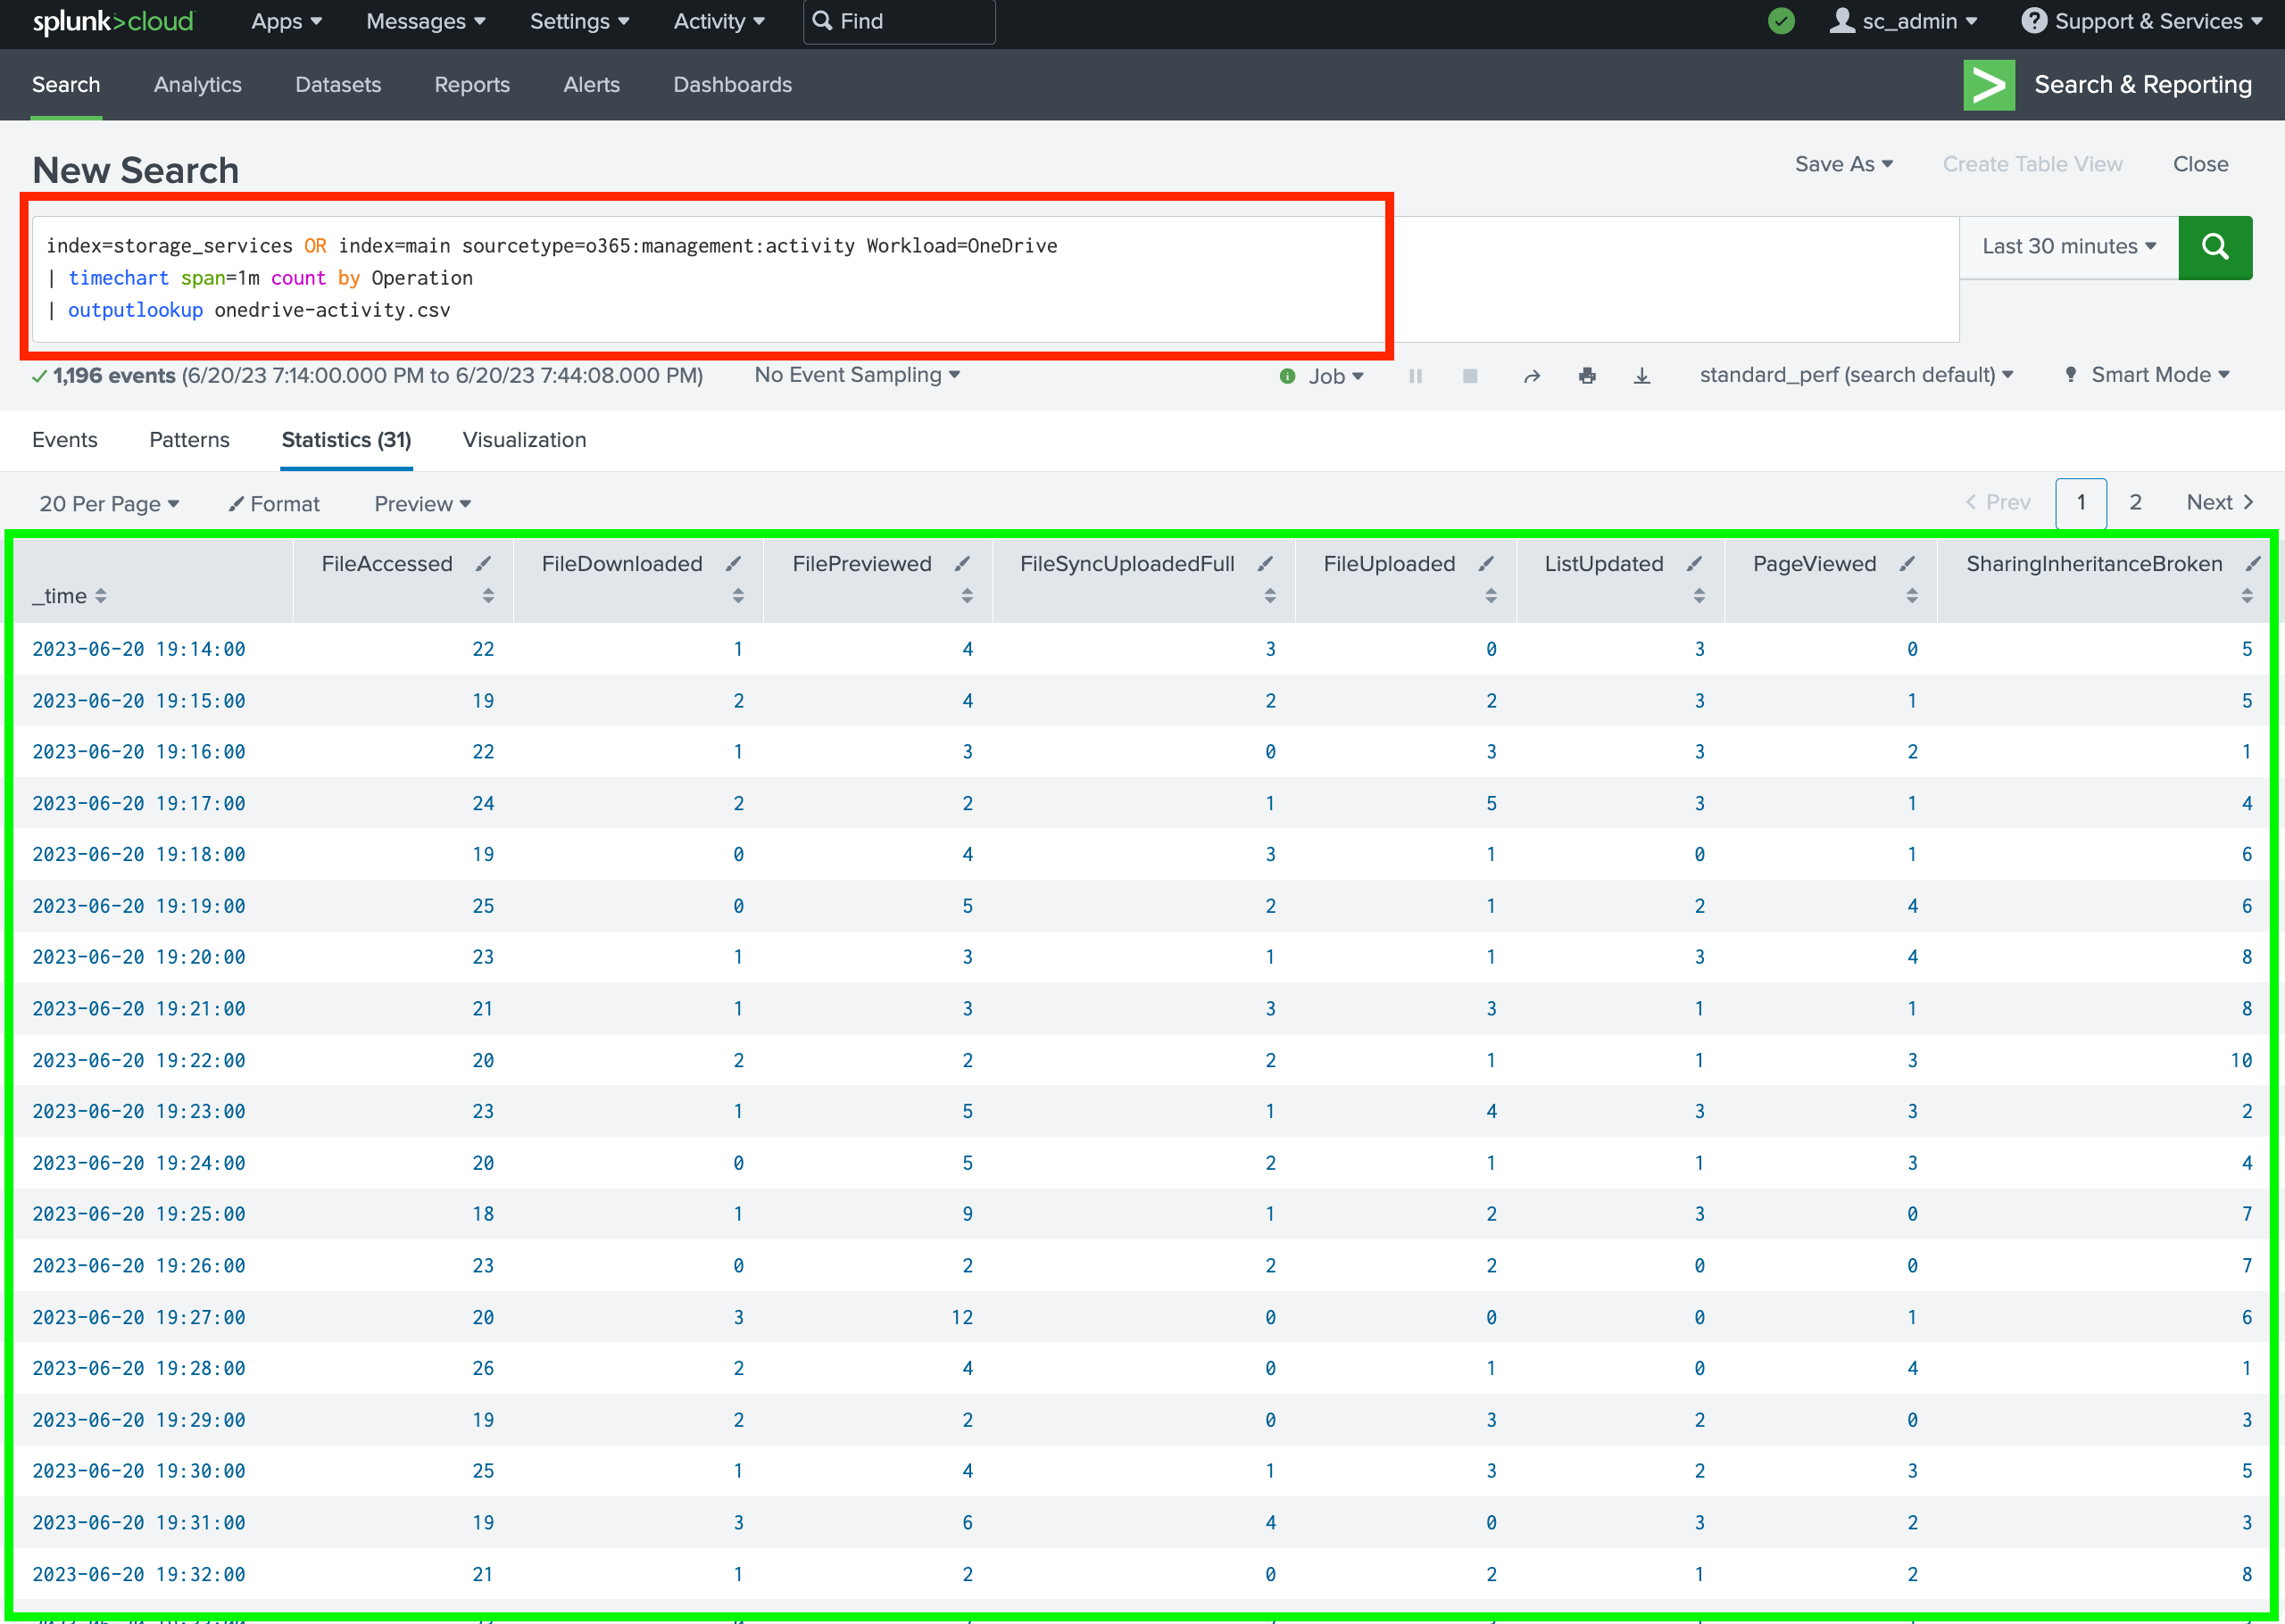 splunk>cloud Apps Messages Settings Activity Find sc_admin Support & Services
Search Analytics Datasets Reports Alerts Dashboards Search & Reporting
New Search Save As Create Table View Close
index=storage_services OR index=main sourcetype=o365:management:activity Workload=OneDrive Last 30 minutes
| timechart span=1m count by Operation
| outputlookup onedrive-activity.csv
1,196 events (6/20/23 7:14:00.000 PM to 6/20/23 7:44:08.000 PM) No Event Sampling Job standard_perf (search default) Smart Mode
Events Patterns Statistics (31) Visualization
20 Per Page Format Preview < Prev 1 2 Next >
_time FileAccessed FileDownloaded FilePreviewed FileSyncUploadedFull FileUploaded ListUpdated PageViewed SharingInheritanceBroken
2023-06-20 19:14:00 22 1 4 3 0 3 0 5
2023-06-20 19:15:00 19 2 4 2 2 3 1 5
2023-06-20 19:16:00 22 1 3 0 3 3 2 1
2023-06-20 19:17:00 24 2 2 1 5 3 1 4
2023-06-20 19:18:00 19 0 4 3 1 0 1 6
2023-06-20 19:19:00 25 0 5 2 1 2 4 6
2023-06-20 19:20:00 23 1 3 1 1 3 4 8
2023-06-20 19:21:00 21 1 3 3 3 1 1 8
2023-06-20 19:22:00 20 2 2 2 1 1 3 10
2023-06-20 19:23:00 23 1 5 1 4 3 3 2
2023-06-20 19:24:00 20 0 5 2 1 1 3 4
2023-06-20 19:25:00 18 1 9 1 2 3 0 7
2023-06-20 19:26:00 23 0 2 2 2 0 0 7
2023-06-20 19:27:00 20 3 12 0 0 0 1 6
2023-06-20 19:28:00 26 2 4 0 1 0 4 1
2023-06-20 19:29:00 19 2 2 0 3 2 0 3
2023-06-20 19:30:00 25 1 4 1 3 2 3 5
2023-06-20 19:31:00 19 3 6 4 0 3 2 3
2023-06-20 19:32:00 21 1 2 0 2 1 2 8